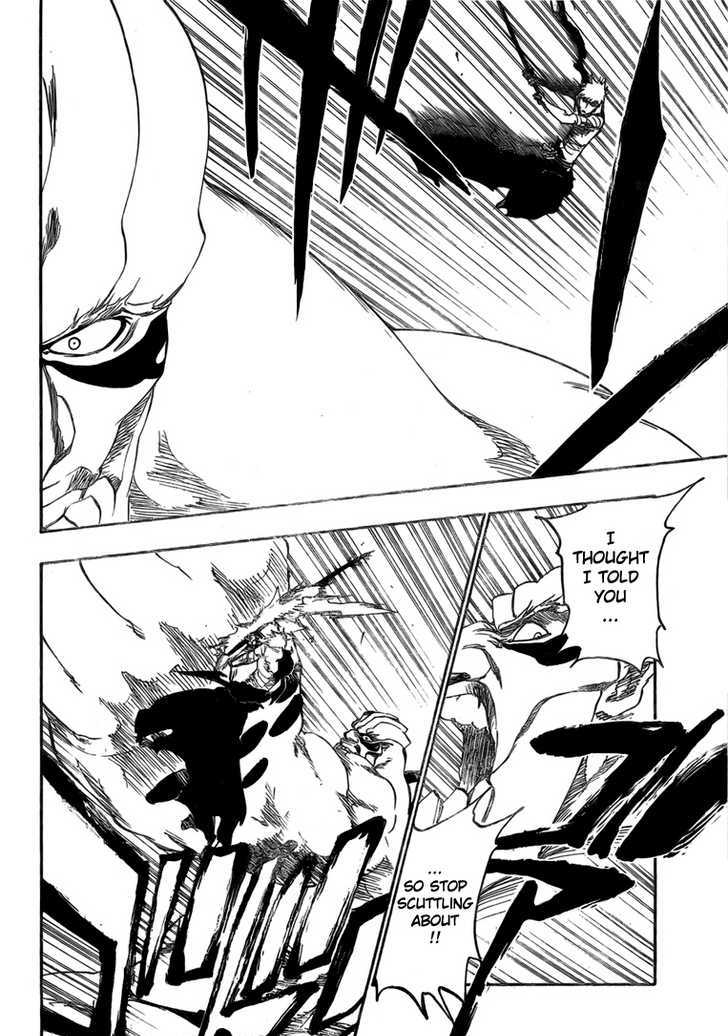 I
THOUGHT
I TOLD
YOU
...
...
SO STOP
SCUTTLING
ABOUT
!!